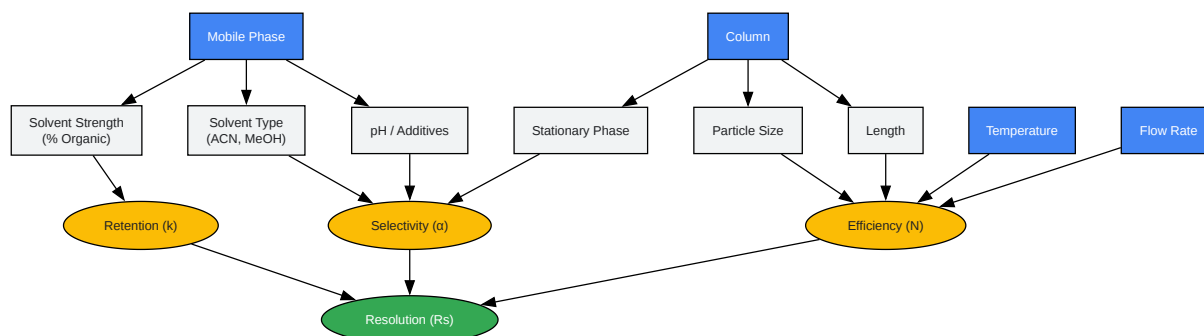 Mobile Phase
Column
Solvent Strength
(% Organic)
Solvent Type
(ACN, MeOH)
pH / Additives
Stationary Phase
Particle Size
Length
Temperature
Flow Rate
Retention (k)
Selectivity (α)
Efficiency (N)
Resolution (Rs)